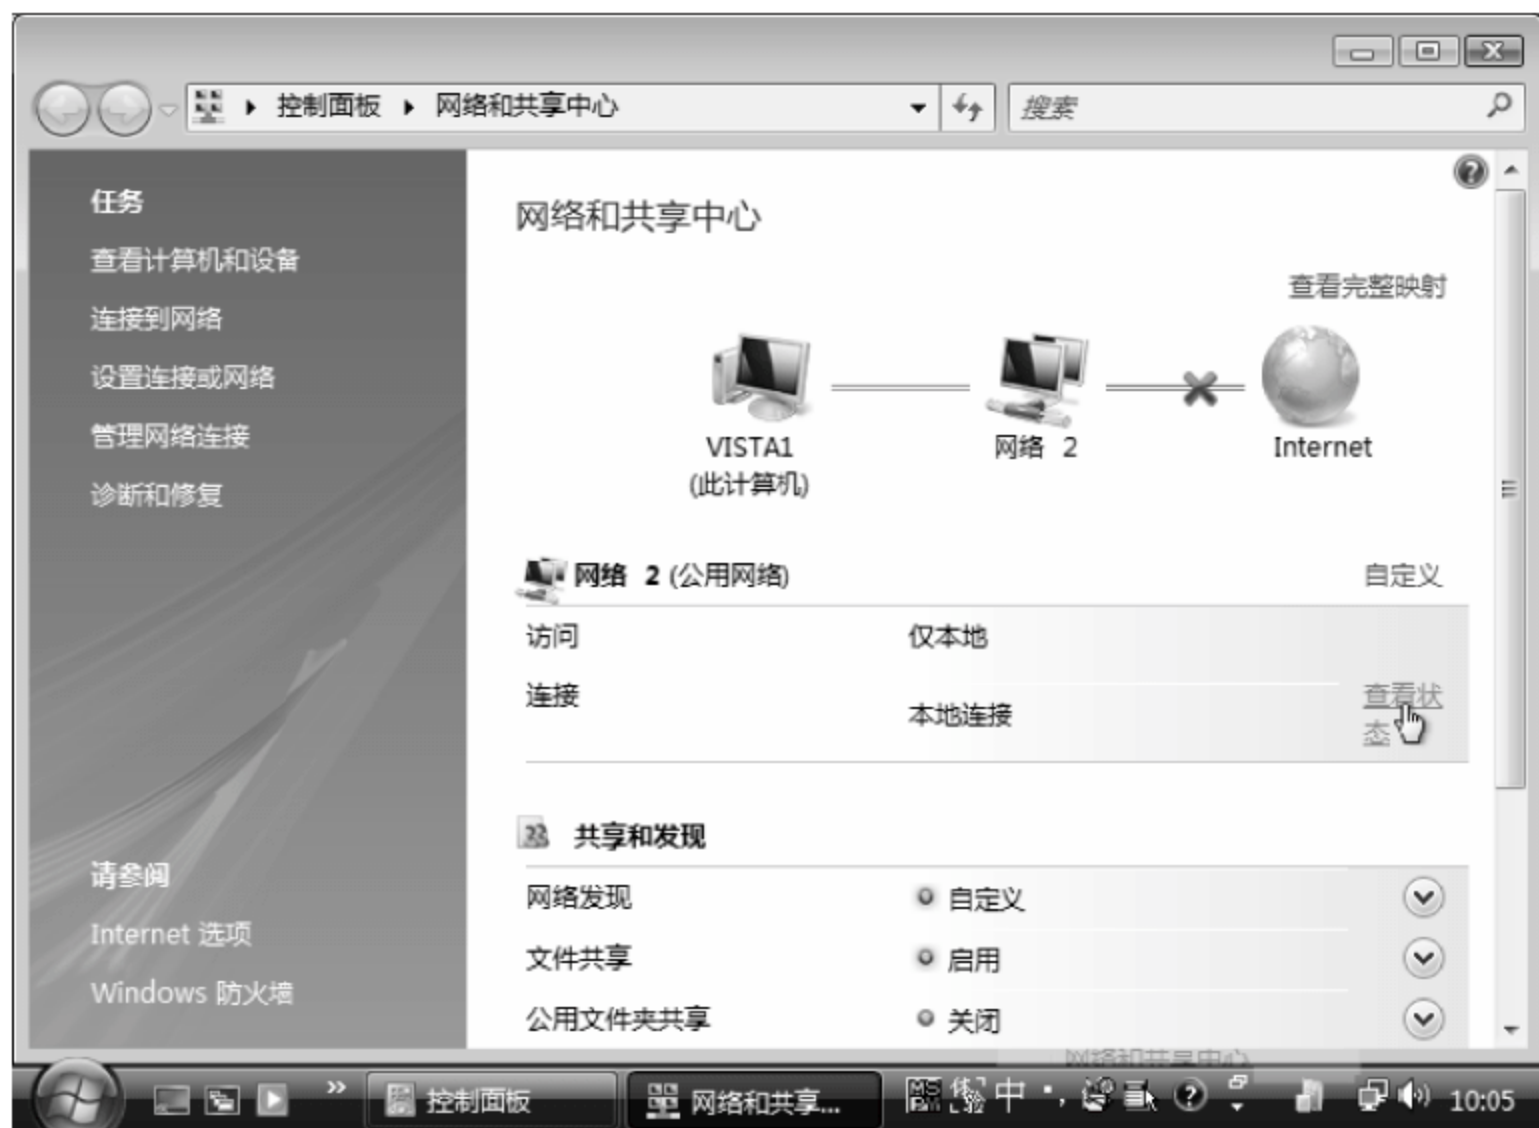 控制面板 网络和共享中心
搜索
任务
查看计算机和设备
连接到网络
设置连接或网络
管理网络连接
诊断和修复
请参阅
Internet 选项
Windows 防火墙
网络和共享中心
查看完整映射
VISTA1
(此计算机)
网络 2
Internet
网络 2 (公用网络)
自定义
访问
仅本地
连接
本地连接
查看状
态
共享和发现
网络发现
自定义
文件共享
启用
公用文件夹共享
关闭
网络和共享中心
控制面板
网络和共享...
中
10:05